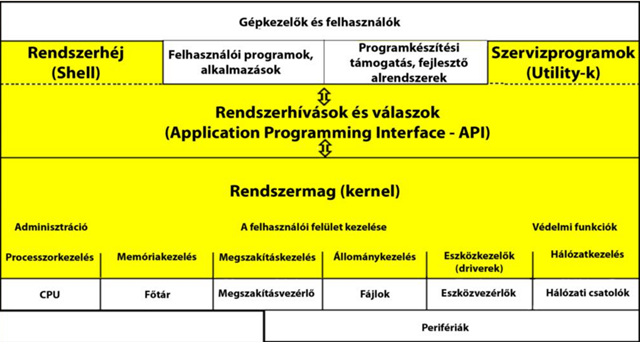 Gépkezelők és felhasználók
Rendszerhéj
(Shell)
Felhasználói programok,
alkalmazások
Programkészítési
támogatás, fejlesztő
alrendszerek
Szervizprogramok
(Utility-k)
Rendszerhívások és válaszok
(Application Programming Interface - API)
Rendszermag (kernel)
Adminisztráció
A felhasználói felület kezelése
Védelmi funkciók
Processzorkezelés
Memóriakezelés
Megszakításkezelés
Állománykezelés
Eszközkezelők
(driverek)
Hálózatkezelés
CPU
Főtár
Megszakításvezérlő
Fájlok
Eszközvezérlők
Hálózati csatolók
Perifériák